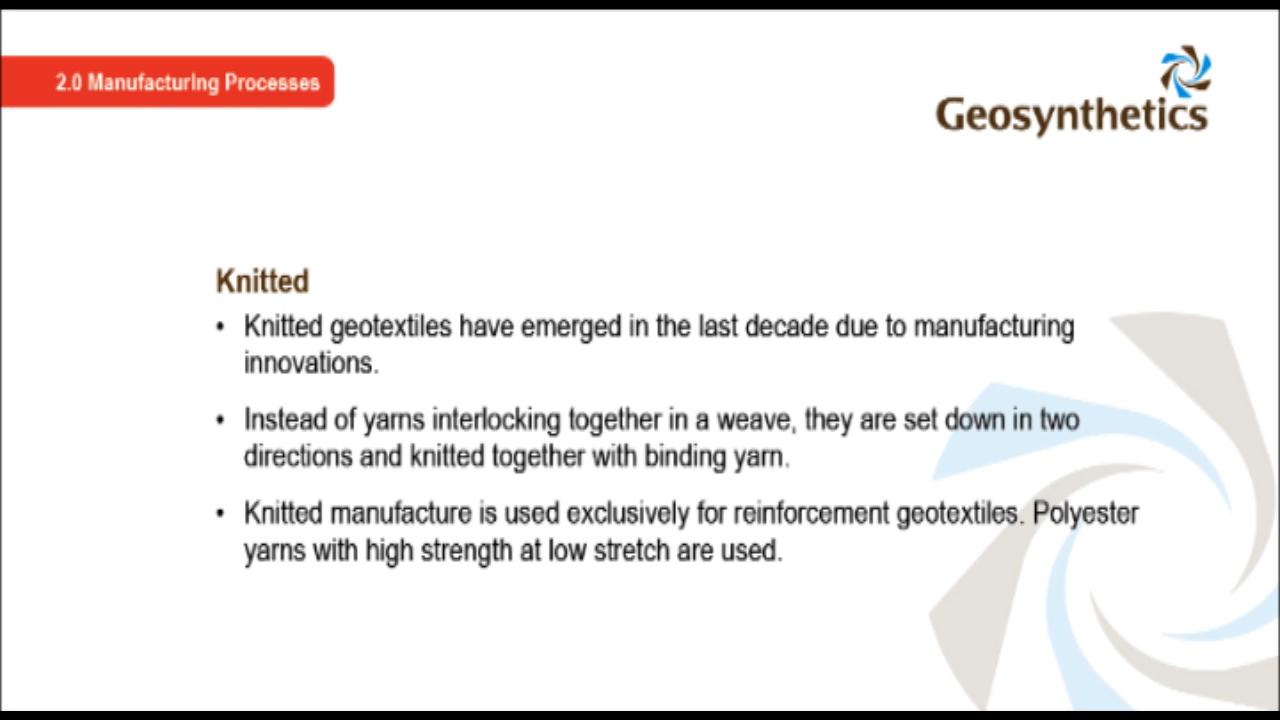 2.0 Manufacturing Processes
Geosynthetics
Knitted
• Knitted geotextiles have emerged in the last decade due to manufacturing
innovations.
• Instead of yarns interlocking together in a weave, they are set down in two
directions and knitted together with binding yarn.
• Knitted manufacture is used exclusively for reinforcement geotextiles. Polyester
yarns with high strength at low stretch are used.